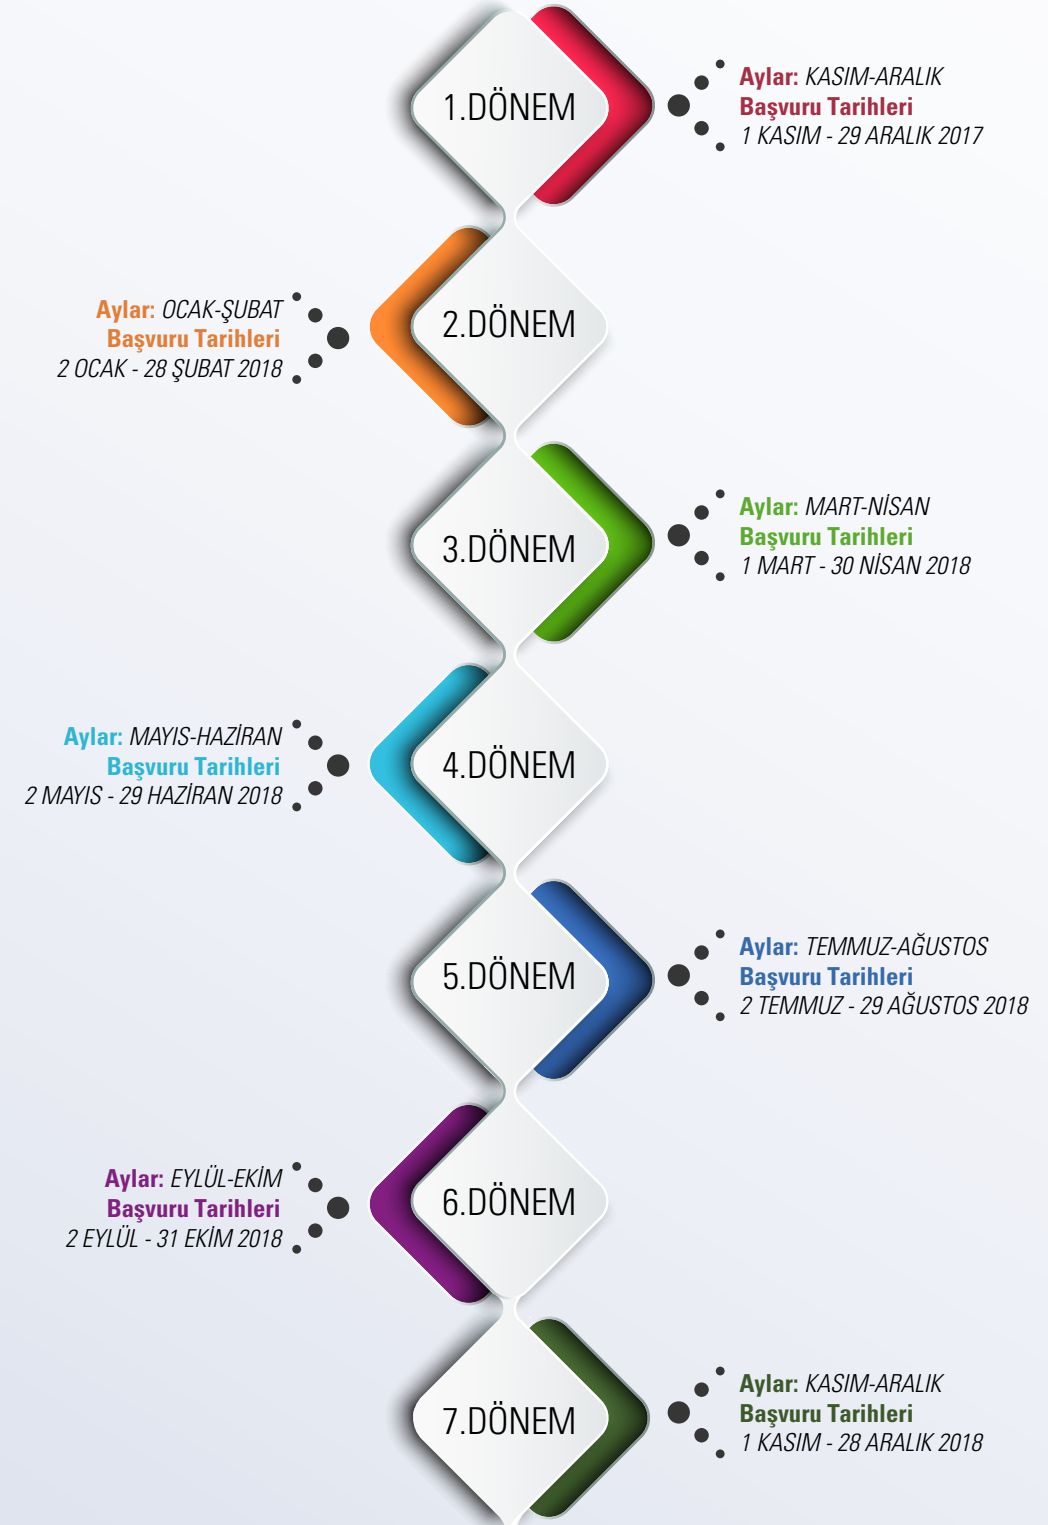 1.DÖNEM
Aylar: KASIM-ARALIK
Başvuru Tarihleri
1 KASIM - 29 ARALIK 2017
2.DÖNEM
Aylar: OCAK-ŞUBAT
Başvuru Tarihleri
2 OCAK - 28 ŞUBAT 2018
3.DÖNEM
Aylar: MART-NİSAN
Başvuru Tarihleri
1 MART - 30 NİSAN 2018
4.DÖNEM
Aylar: MAYIS-HAZİRAN
Başvuru Tarihleri
2 MAYIS - 29 HAZİRAN 2018
5.DÖNEM
Aylar: TEMMUZ-AĞUSTOS
Başvuru Tarihleri
2 TEMMUZ - 29 AĞUSTOS 2018
6.DÖNEM
Aylar: EYLÜL-EKİM
Başvuru Tarihleri
2 EYLÜL - 31 EKİM 2018
7.DÖNEM
Aylar: KASIM-ARALIK
Başvuru Tarihleri
1 KASIM - 28 ARALIK 2018